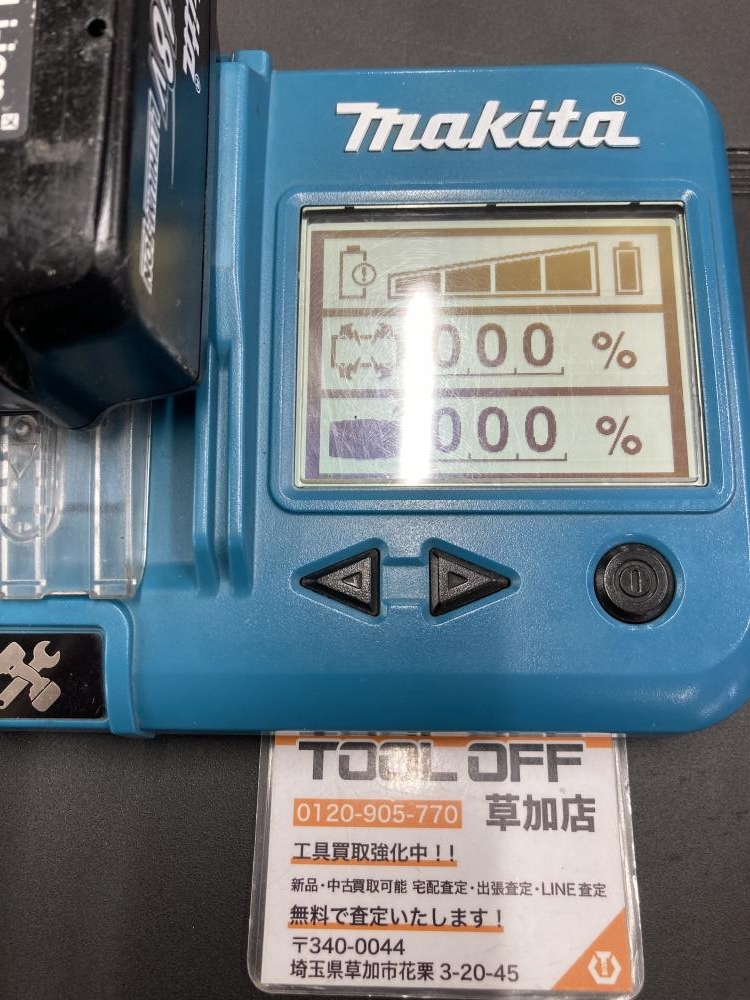 18V
makita®
000 %
000 %
TOOL OFF
0120-905-770 草加店
工具買取強化中！！
新品・中古買取可能 宅配査定・出張査定・LINE査定
無料で査定いたします！
〒340-0044
埼玉県草加市花栗 3-20-45